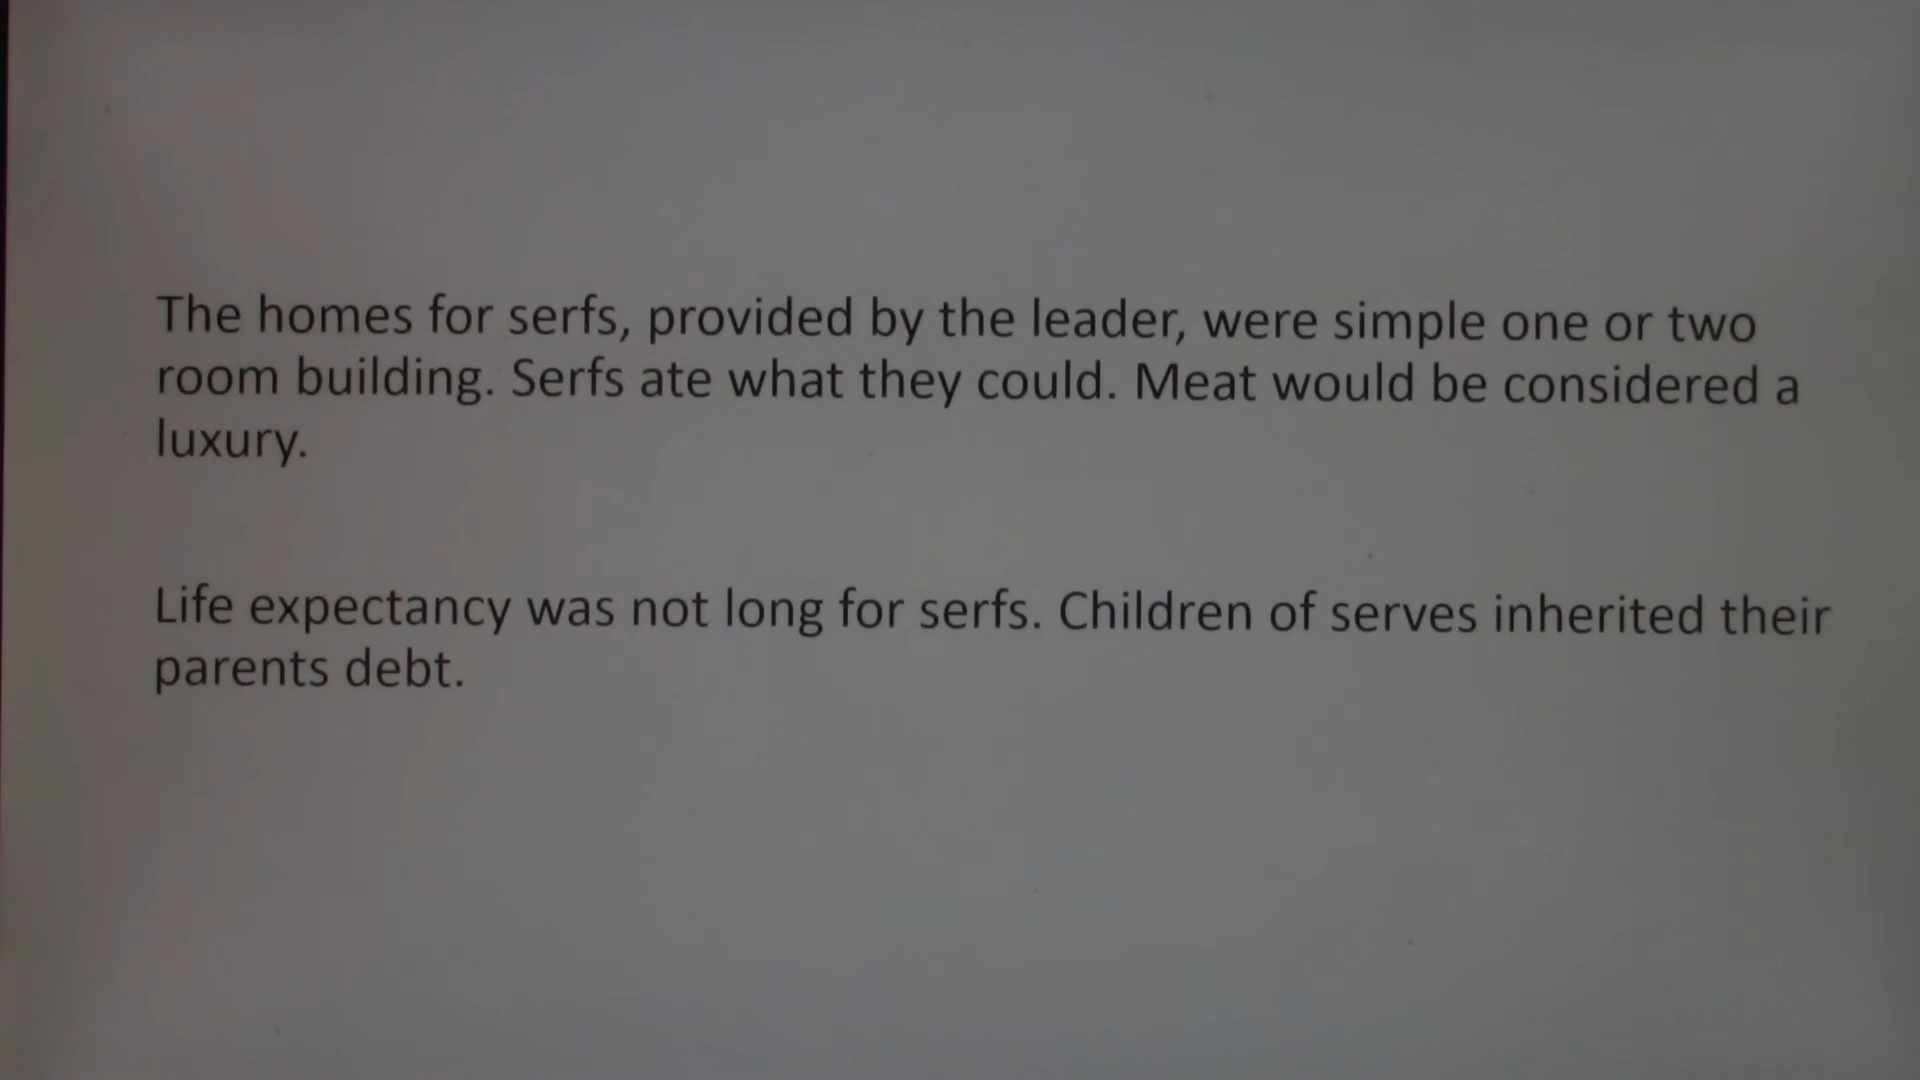 The homes for serfs, provided by the leader, were simple one or two
room building. Serfs ate what they could. Meat would be considered a
luxury.
Life expectancy was not long for serfs. Children of serves inherited their
parents debt.